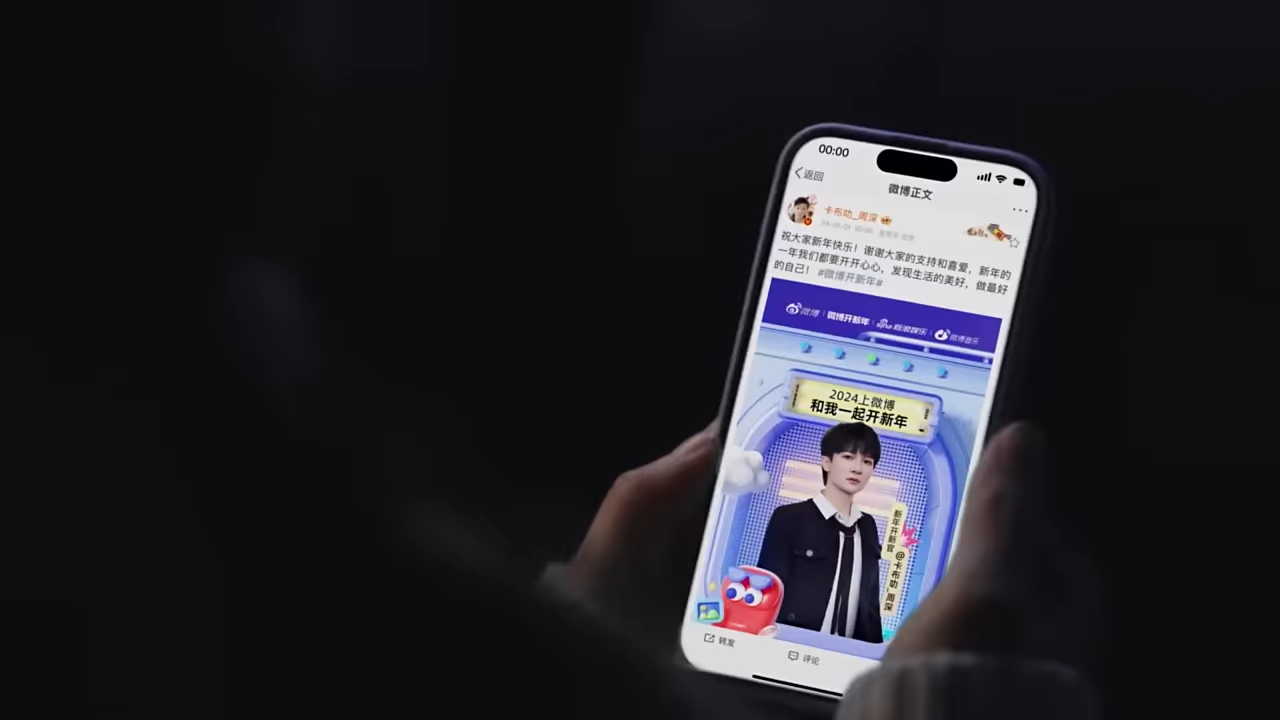 00:00
返回
微博正文
卡布叻_周深
祝大家新年快乐！谢谢大家的支持和喜爱，新年的
一年我们都要开开心心，发现生活的美好，做最好
的自己！ #微博开新年#
微博 | 微博开新年 | sina 新浪娱乐 | 微博音乐
2024上微博
和我一起开新年
新年开新官 @卡布叻_周深
转发
评论